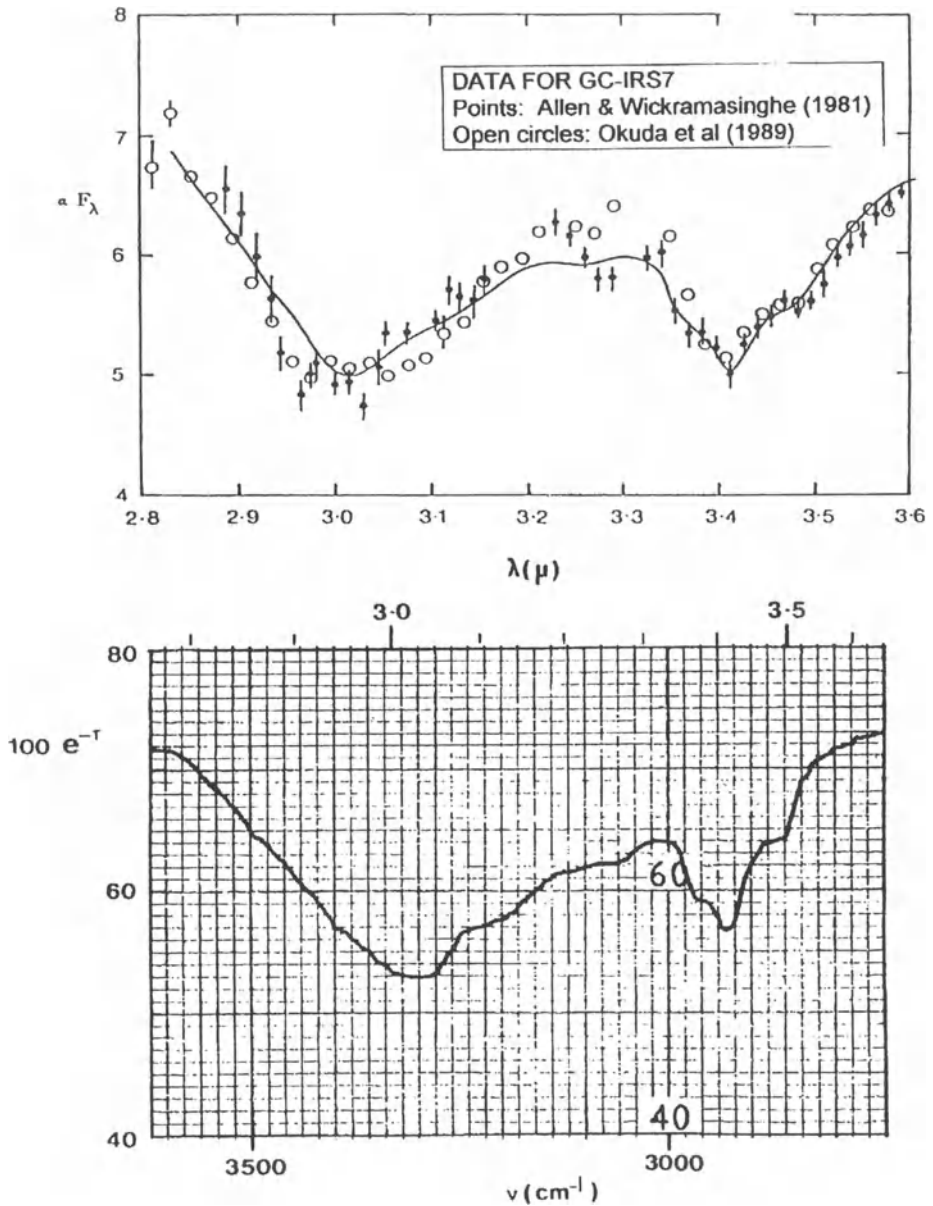 8
DATA FOR GC-IRS7
Points: Allen & Wickramasinghe (1981)
Open circles: Okuda et al (1989)
7
α Fλ
6
5
4
2·8 2·9 3·0 3·1 3·2 3·3 3·4 3·5 3·6
λ(μ)
3·0 3·5
80
100 e⁻τ
60 60
40 40
3500 3000
ν(cm⁻¹)